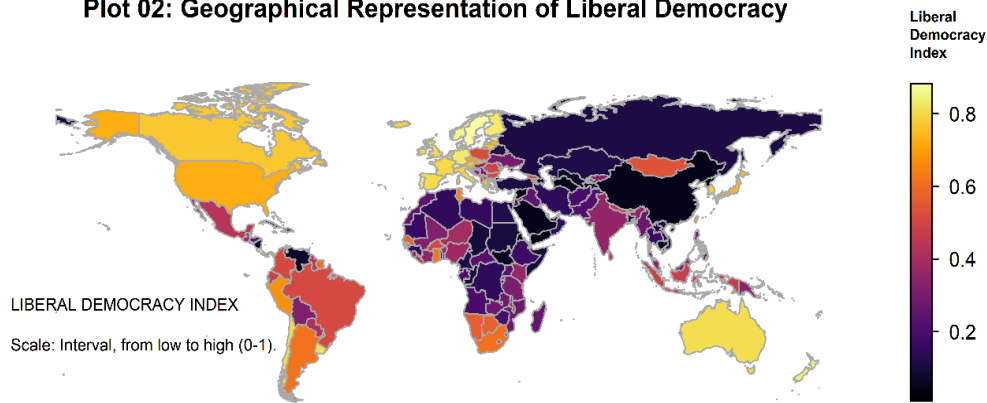 Plot 02: Geographical Representation of Liberal Democracy
Liberal
Democracy
Index
0.8
0.6
0.4
0.2
LIBERAL DEMOCRACY INDEX
Scale: Interval, from low to high (0-1).